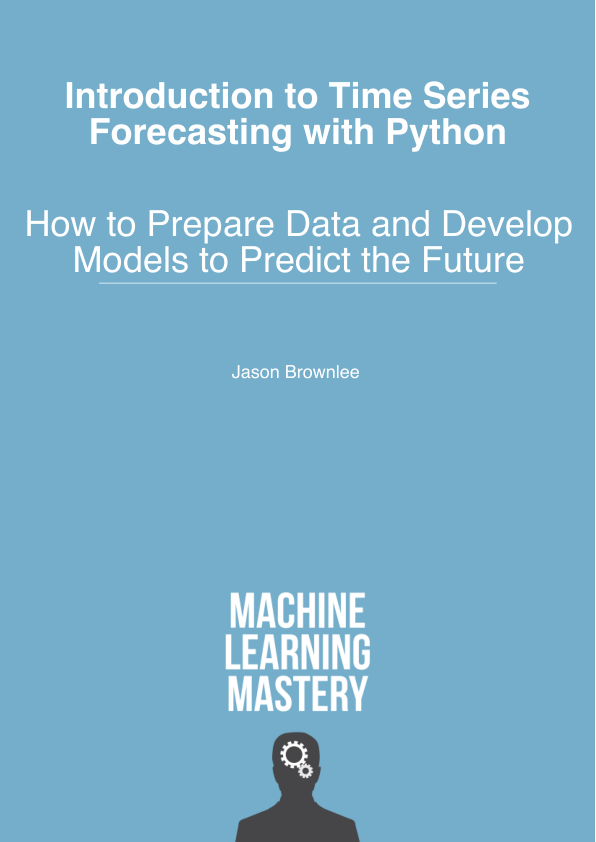 Introduction to Time Series
Forecasting with Python
How to Prepare Data and Develop
Models to Predict the Future
Jason Brownlee
MACHINE
LEARNING
MASTERY